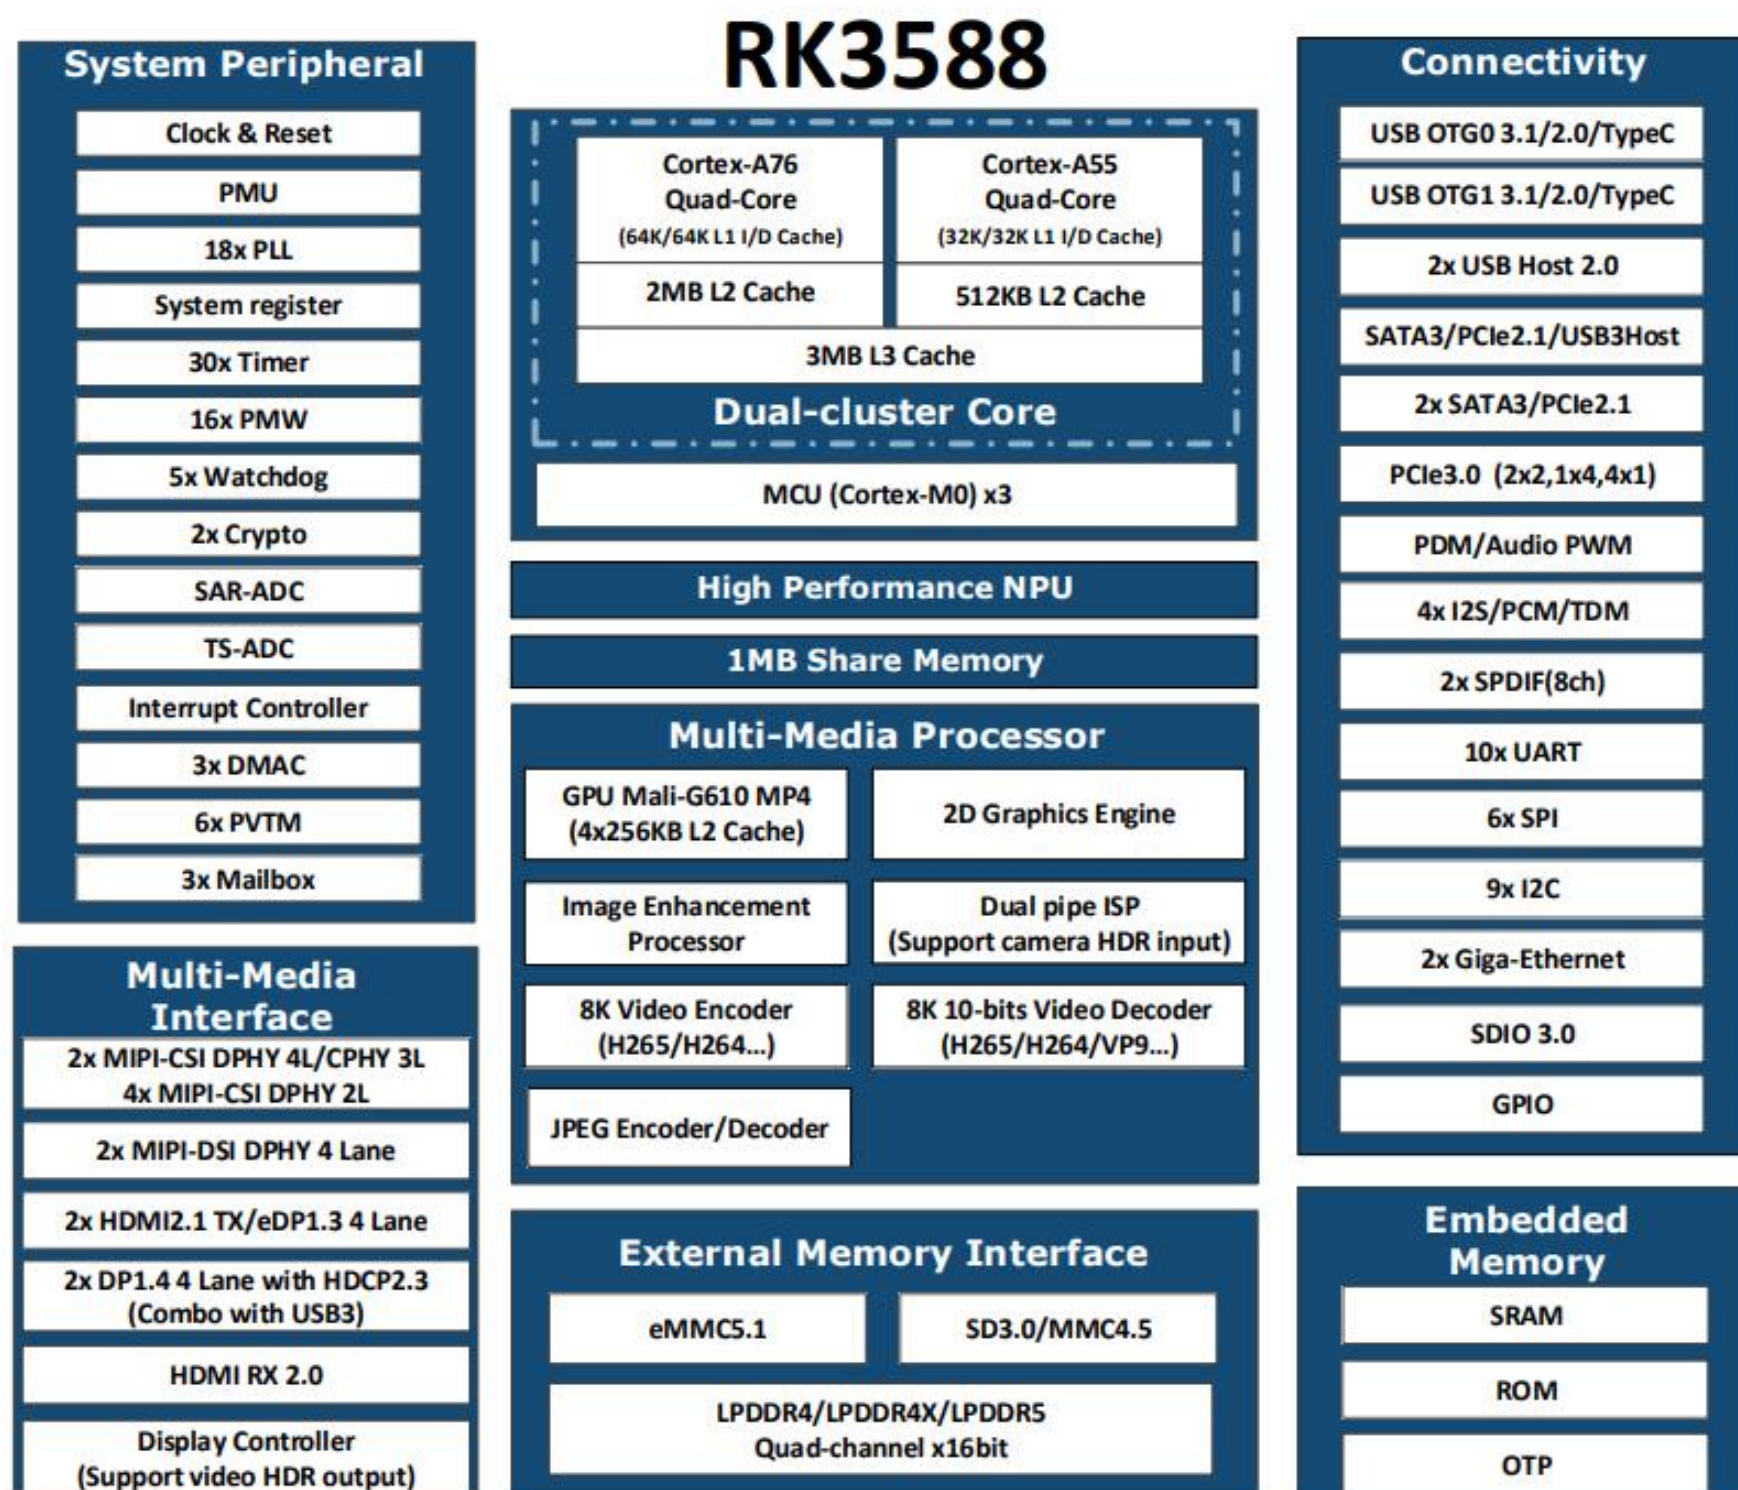 RK3588
System Peripheral
Clock & Reset
PMU
18x PLL
System register
30x Timer
16x PMW
5x Watchdog
2x Crypto
SAR-ADC
TS-ADC
Interrupt Controller
3x DMAC
6x PVTM
3x Mailbox
Multi-Media
Interface
2x MIPI-CSI DPHY 4L/CPHY 3L
4x MIPI-CSI DPHY 2L
2x MIPI-DSI DPHY 4 Lane
2x HDMI2.1 TX/eDP1.3 4 Lane
2x DP1.4 4 Lane with HDCP2.3
(Combo with USB3)
HDMI RX 2.0
Display Controller
(Support video HDR output)
Cortex-A76
Quad-Core
(64K/64K L1 I/D Cache)
2MB L2 Cache
Cortex-A55
Quad-Core
(32K/32K L1 I/D Cache)
512KB L2 Cache
3MB L3 Cache
Dual-cluster Core
MCU (Cortex-M0) x3
High Performance NPU
1MB Share Memory
Multi-Media Processor
GPU Mali-G610 MP4
(4x256KB L2 Cache)
2D Graphics Engine
Image Enhancement
Processor
Dual pipe ISP
(Support camera HDR input)
8K Video Encoder
(H265/H264...)
8K 10-bits Video Decoder
(H265/H264/VP9...)
JPEG Encoder/Decoder
External Memory Interface
eMMC5.1
SD3.0/MMC4.5
LPDDR4/LPDDR4X/LPDDR5
Quad-channel x16bit
Connectivity
USB OTG0 3.1/2.0/TypeC
USB OTG1 3.1/2.0/TypeC
2x USB Host 2.0
SATA3/PCIe2.1/USB3Host
2x SATA3/PCIe2.1
PCIe3.0 (2x2,1x4,4x1)
PDM/Audio PWM
4x I2S/PCM/TDM
2x SPDIF(8ch)
10x UART
6x SPI
9x I2C
2x Giga-Ethernet
SDIO 3.0
GPIO
Embedded
Memory
SRAM
ROM
OTP